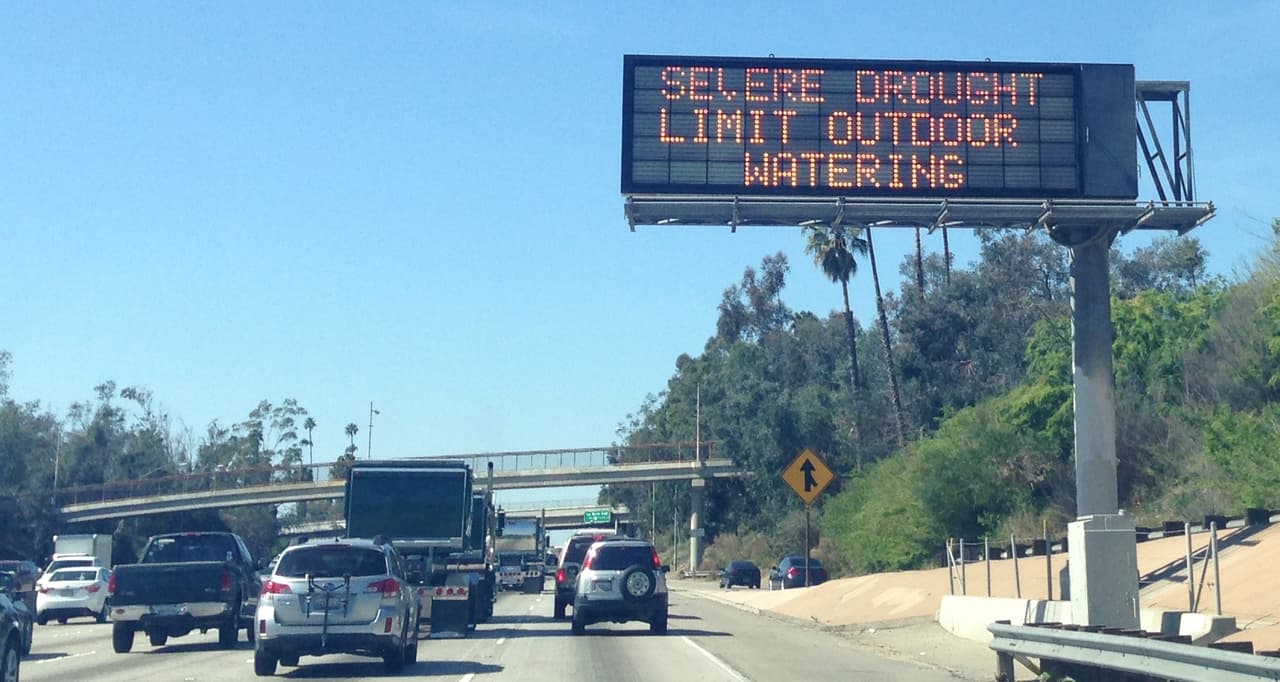 SEVERE DROUGHT
LIMIT OUTDOOR
WATERING